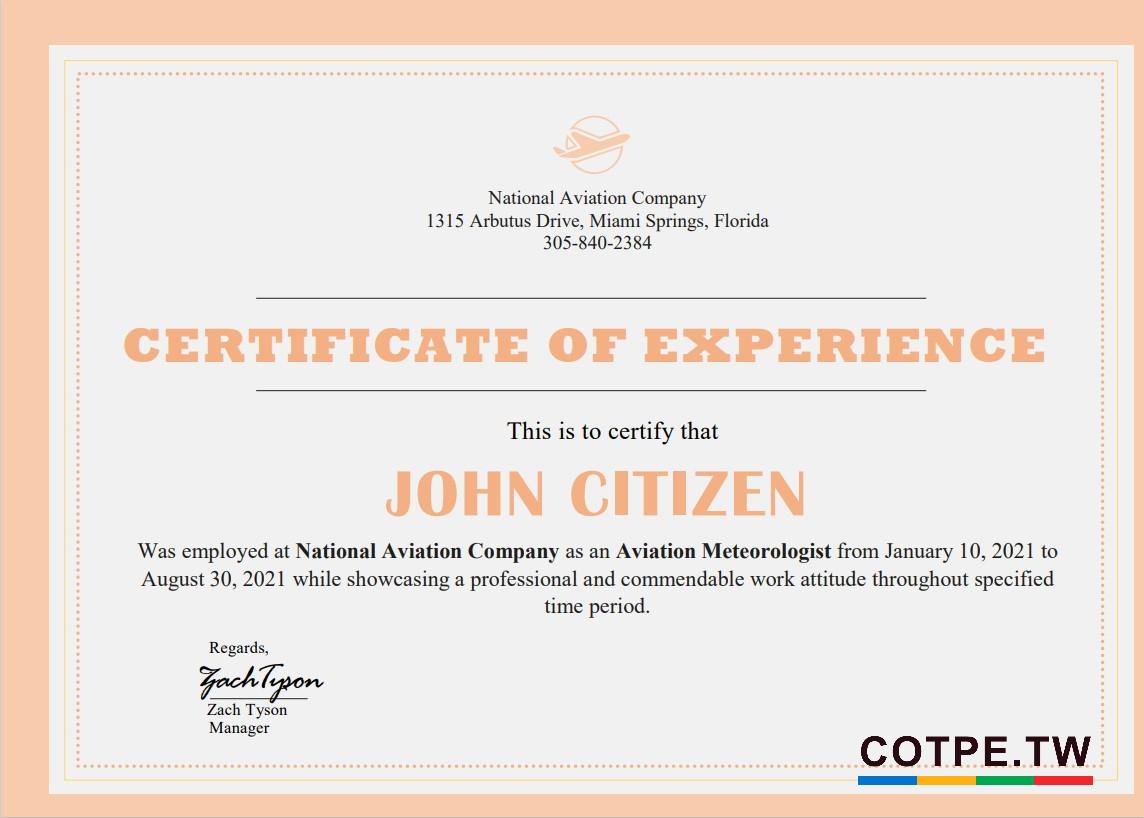 National Aviation Company
1315 Arbutus Drive, Miami Springs, Florida
305-840-2384
CERTIFICATE OF EXPERIENCE
This is to certify that
JOHN CITIZEN
Was employed at National Aviation Company as an Aviation Meteorologist from January 10, 2021 to
August 30, 2021 while showcasing a professional and commendable work attitude throughout specified
time period.
Regards,
Zach Tyson
Zach Tyson
Manager
COTPE.TW